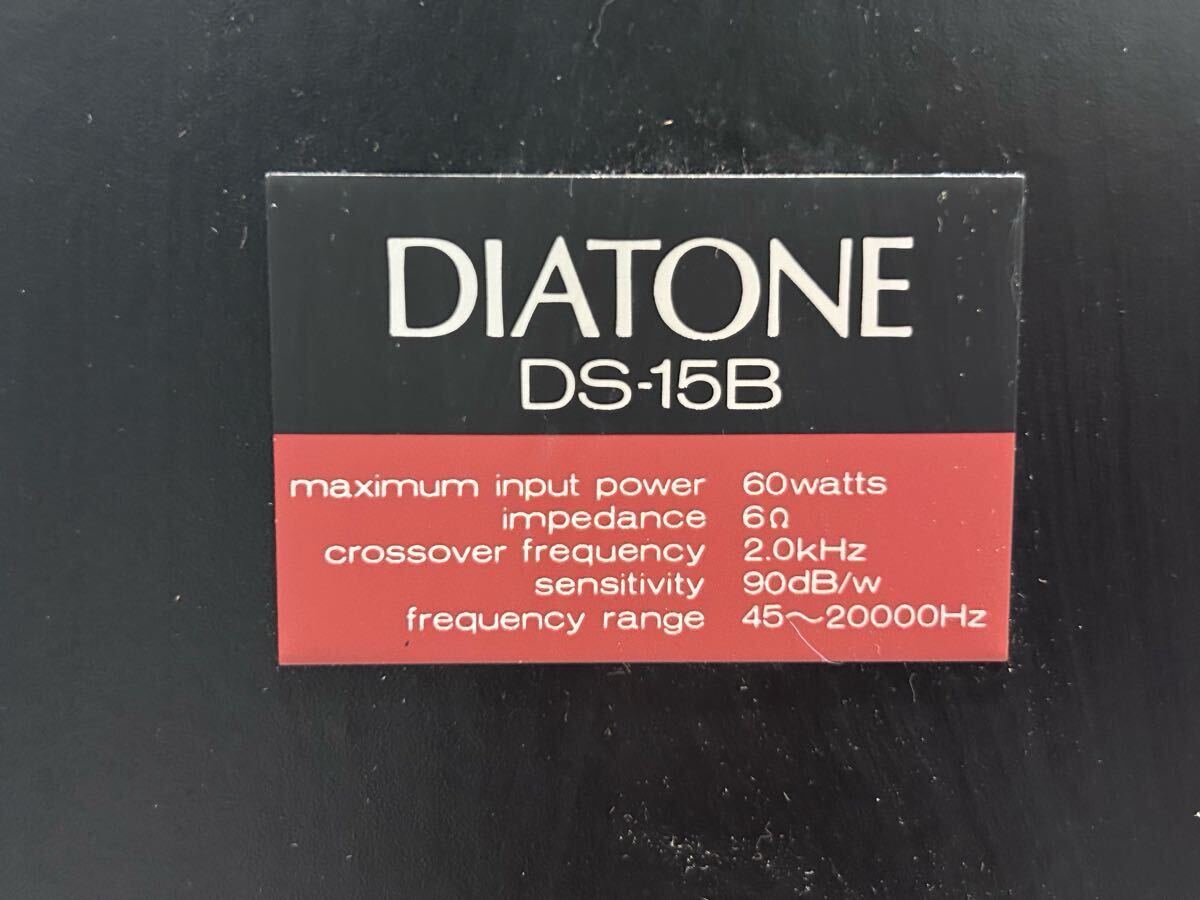 DIATONE
DS-15B
maximum input power 60watts
impedance 6Ω
crossover frequency 2.0kHz
sensitivity 90dB/w
frequency range 45〜20000Hz